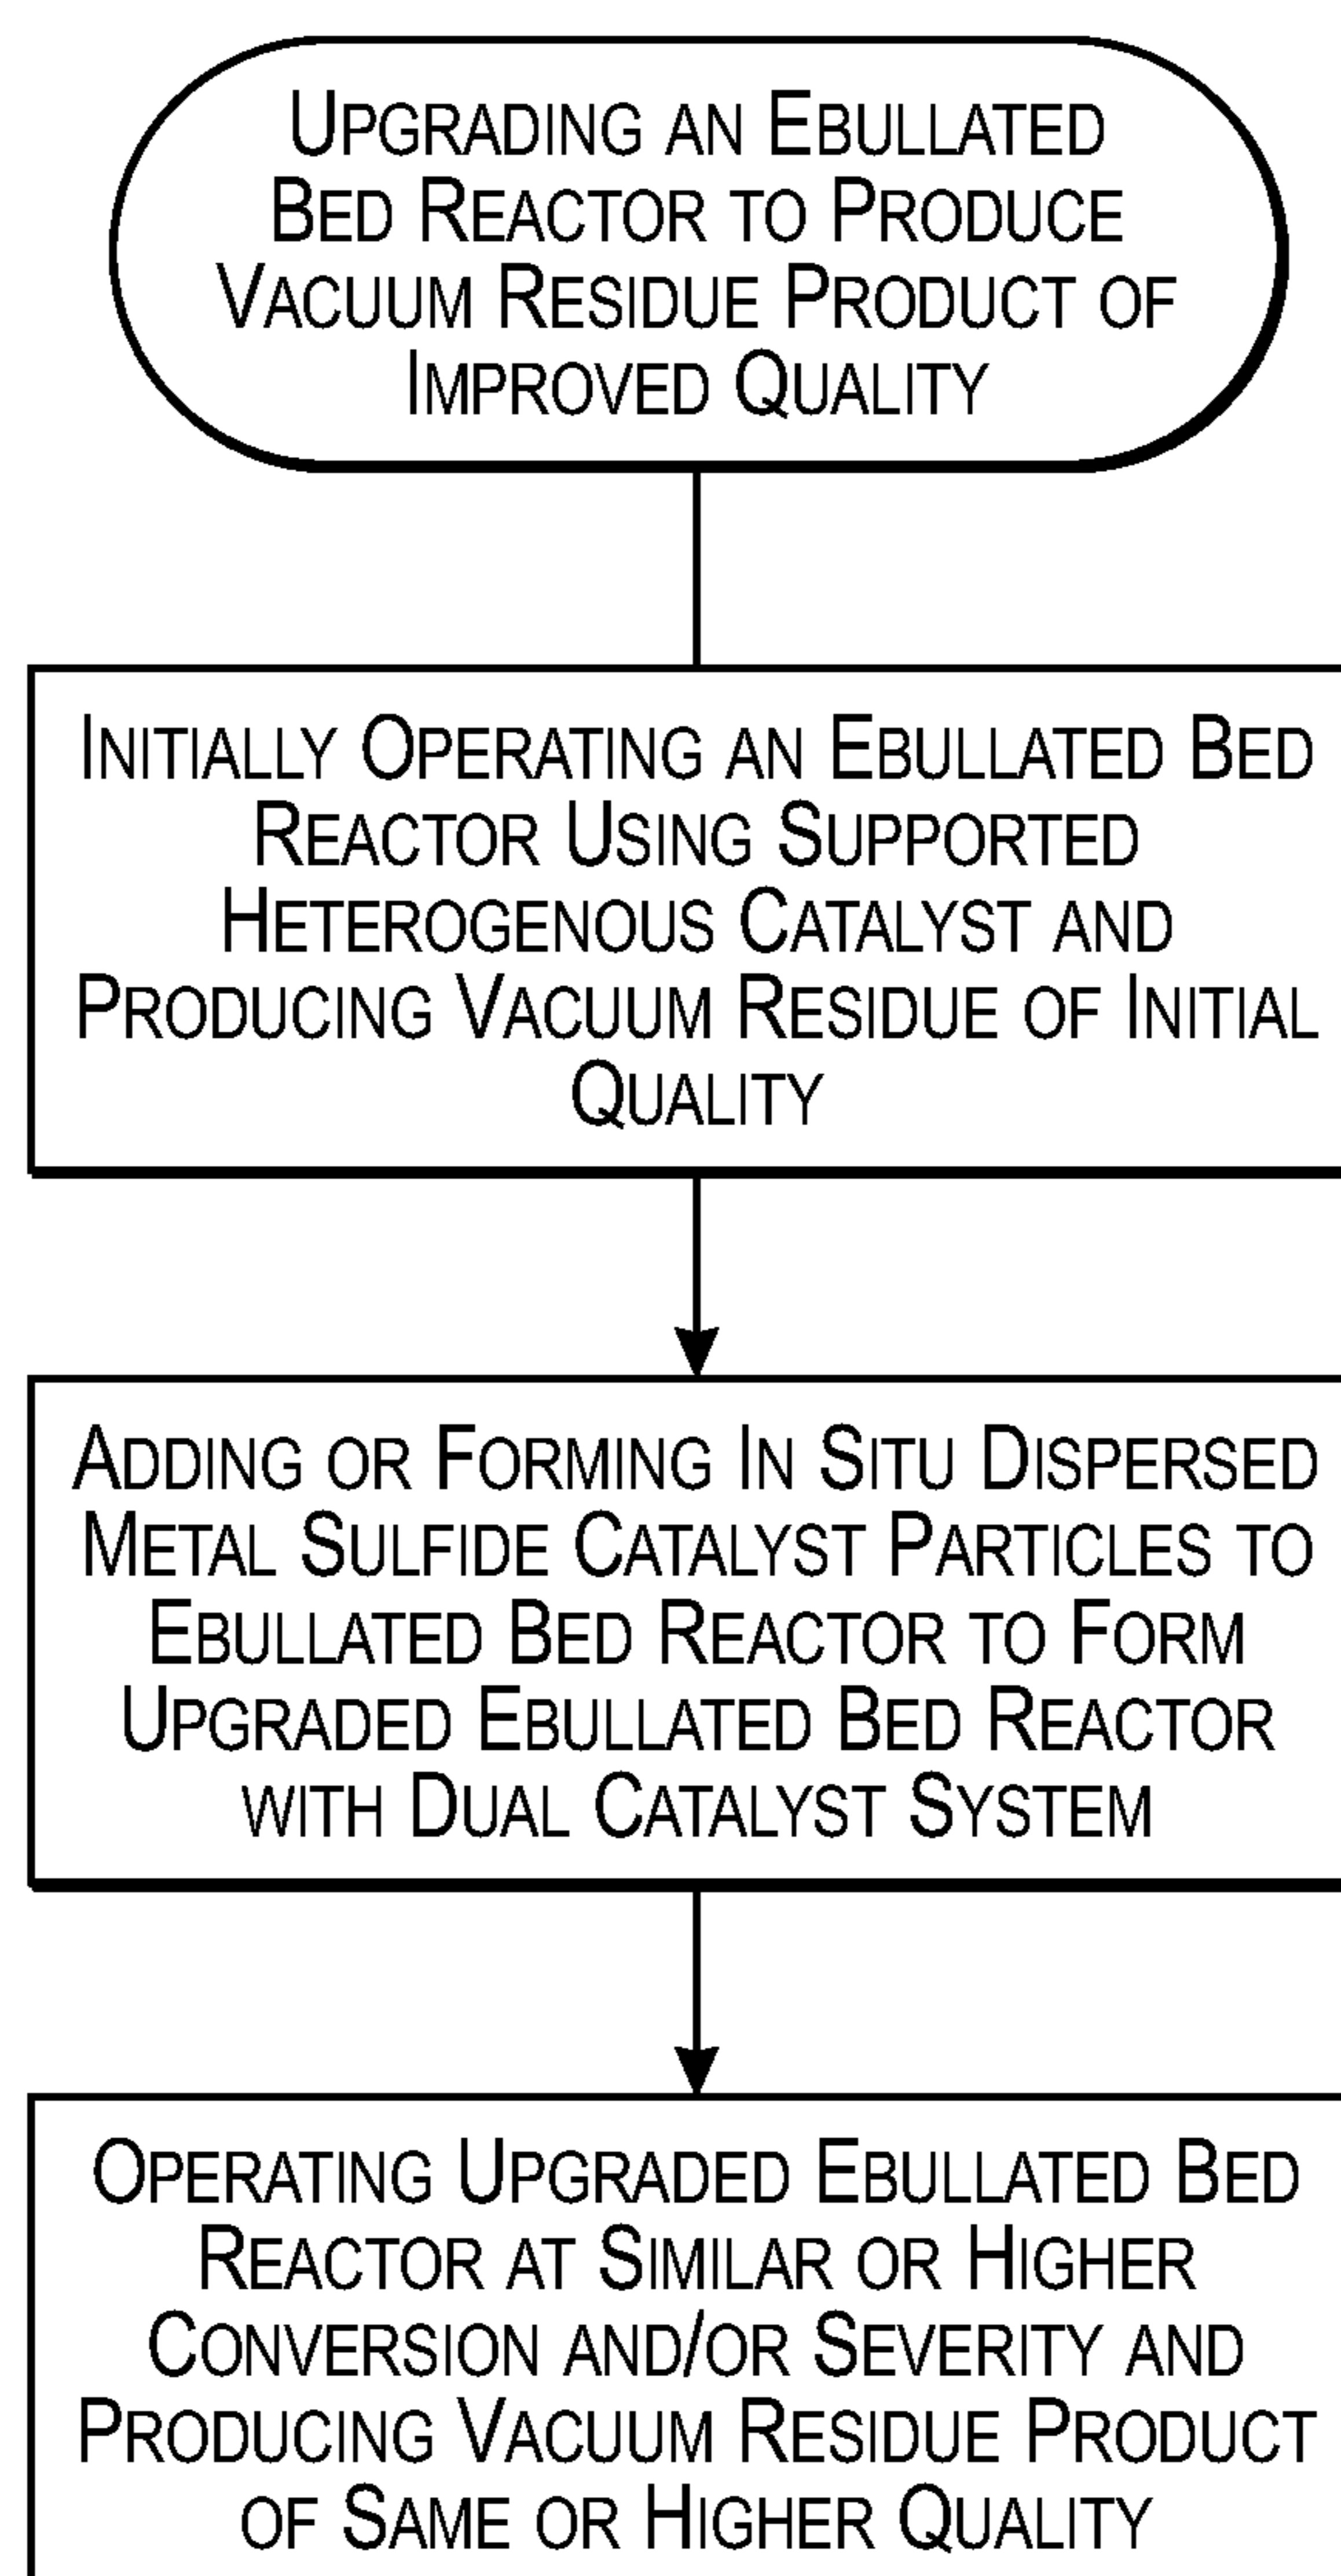 Upgrading an Ebullated
Bed Reactor to Produce
Vacuum Residue Product of
Improved Quality
Initially Operating an Ebullated Bed
Reactor Using Supported
Heterogenous Catalyst and
Producing Vacuum Residue of Initial
Quality
Adding or Forming In Situ Dispersed
Metal Sulfide Catalyst Particles to
Ebullated Bed Reactor to Form
Upgraded Ebullated Bed Reactor
with Dual Catalyst System
Operating Upgraded Ebullated Bed
Reactor at Similar or Higher
Conversion and/or Severity and
Producing Vacuum Residue Product
of Same or Higher Quality